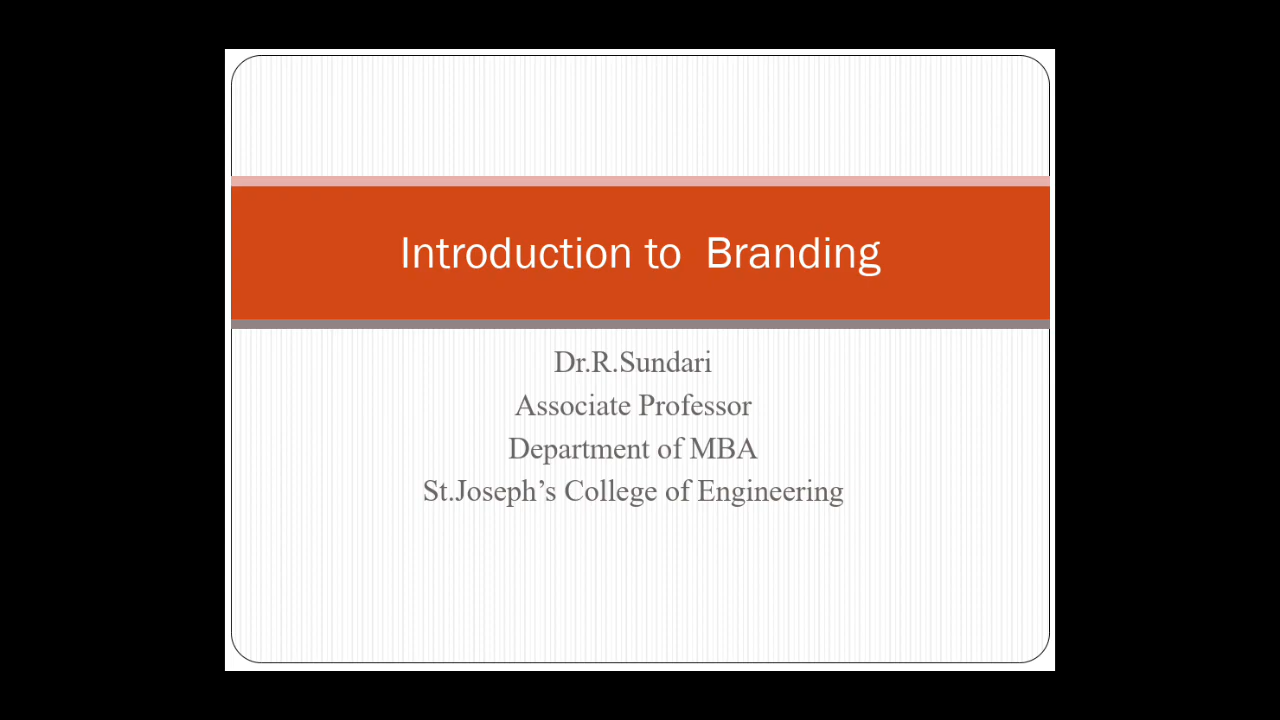 Introduction to  Branding
Dr.R.Sundari
Associate Professor
Department of MBA
St.Joseph’s College of Engineering